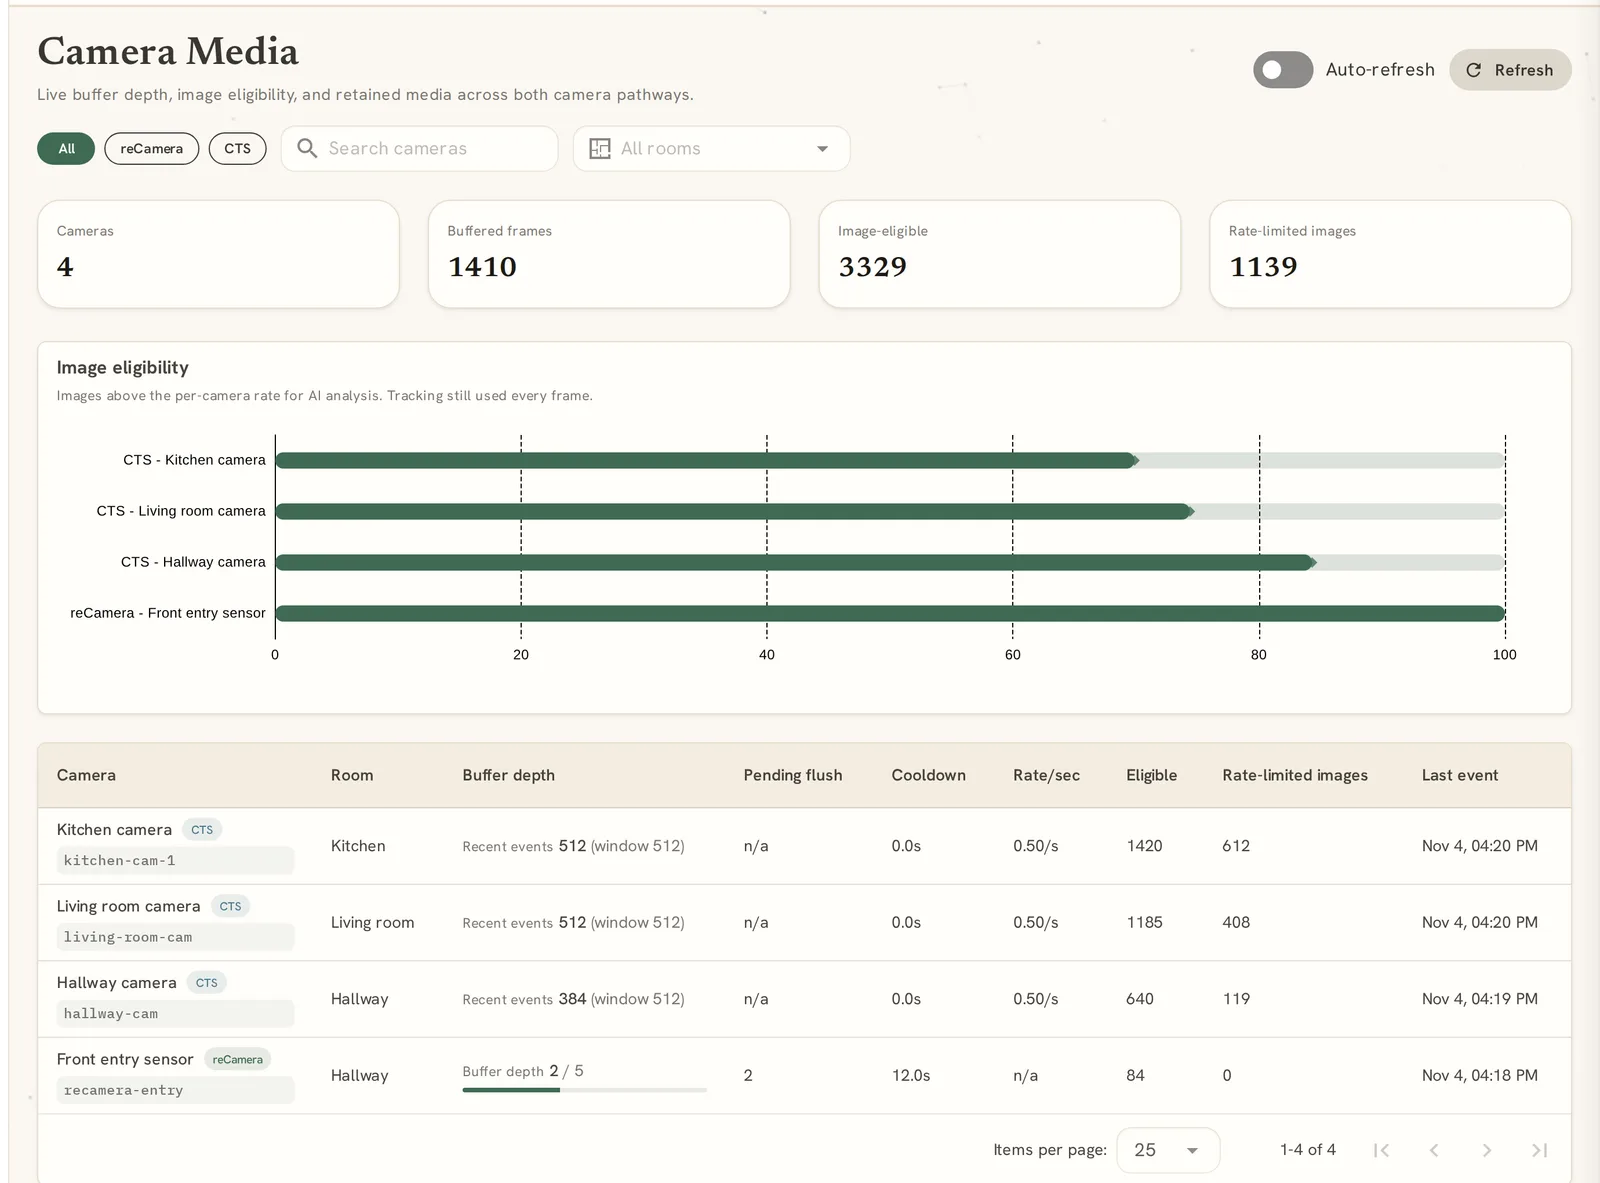 Camera Media
Live buffer depth, image eligibility, and retained media across both camera pathways.
Auto-refresh
Refresh
All
reCamera
CTS
Search cameras
All rooms
Cameras
4
Buffered frames
1410
Image-eligible
3329
Rate-limited images
1139
Image eligibility
Images above the per-camera rate for AI analysis. Tracking still used every frame.
CTS - Kitchen camera
CTS - Living room camera
CTS - Hallway camera
reCamera - Front entry sensor
0 20 40 60 80 100
Camera Room Buffer depth Pending flush Cooldown Rate/sec Eligible Rate-limited images Last event
Kitchen camera CTS
kitchen-cam-1
Kitchen Recent events 512 (window 512) n/a 0.0s 0.50/s 1420 612 Nov 4, 04:20 PM
Living room camera CTS
living-room-cam
Living room Recent events 512 (window 512) n/a 0.0s 0.50/s 1185 408 Nov 4, 04:20 PM
Hallway camera CTS
hallway-cam
Hallway Recent events 384 (window 512) n/a 0.0s 0.50/s 640 119 Nov 4, 04:19 PM
Front entry sensor reCamera
recamera-entry
Hallway Buffer depth 2 / 5 2 12.0s n/a 84 0 Nov 4, 04:18 PM
Items per page: 25 1-4 of 4